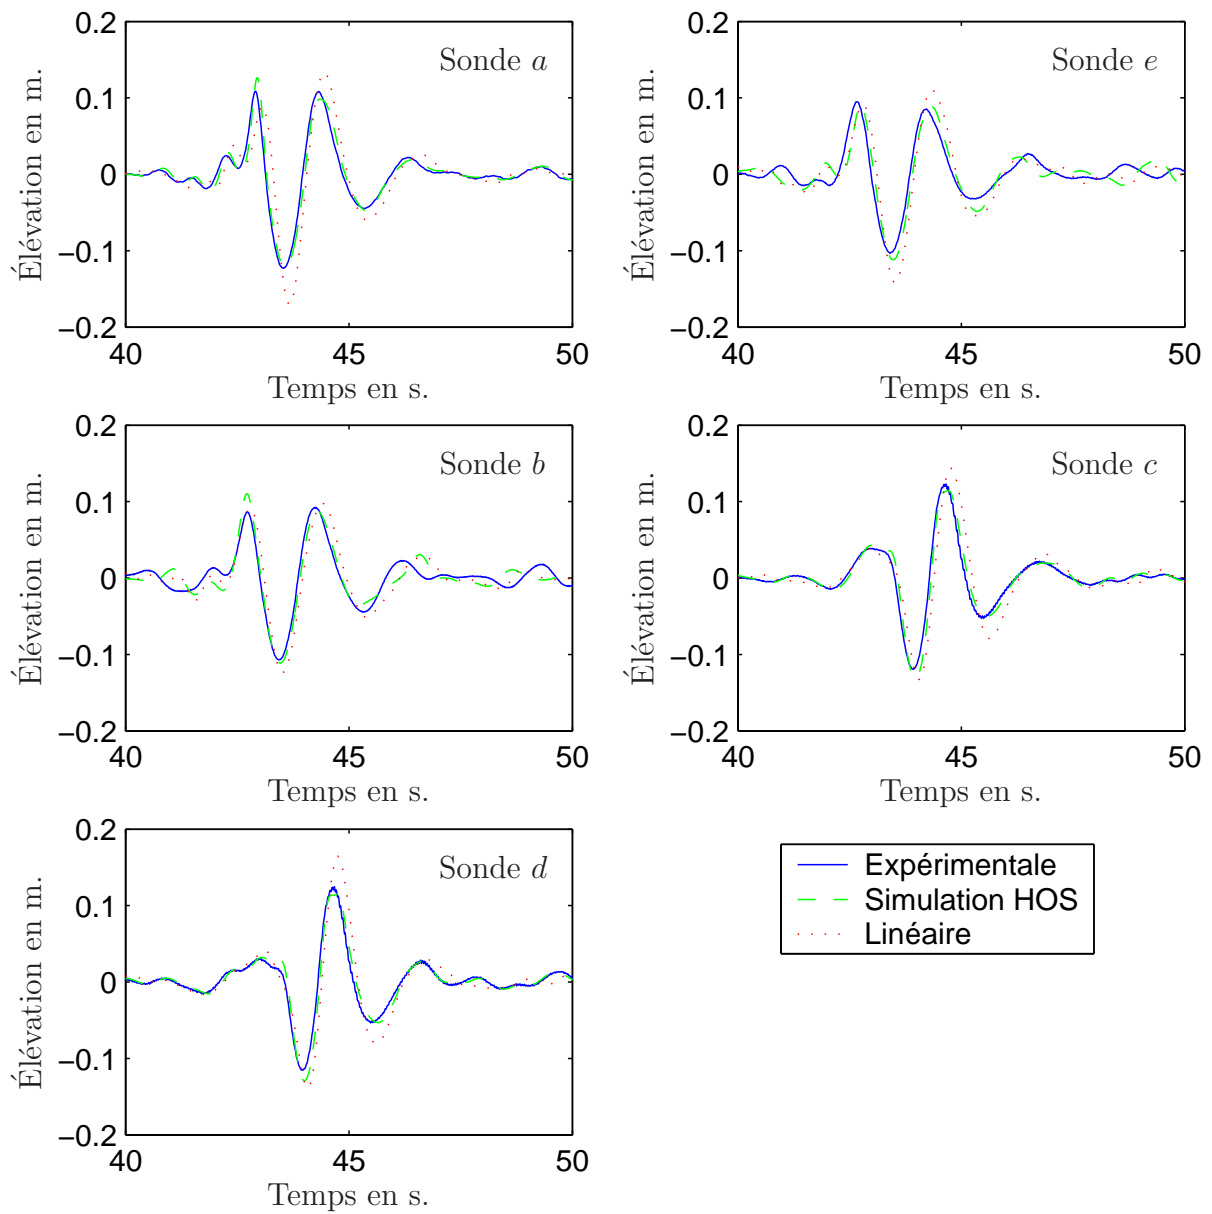 0.2
0.1
0
−0.1
−0.2
40
45
50
Élévation en m.
Temps en s.
Sonde a
0.2
0.1
0
−0.1
−0.2
40
45
50
Élévation en m.
Temps en s.
Sonde e
0.2
0.1
0
−0.1
−0.2
40
45
50
Élévation en m.
Temps en s.
Sonde b
0.2
0.1
0
−0.1
−0.2
40
45
50
Élévation en m.
Temps en s.
Sonde c
0.2
0.1
0
−0.1
−0.2
40
45
50
Élévation en m.
Temps en s.
Sonde d
Expérimentale
Simulation HOS
Linéaire